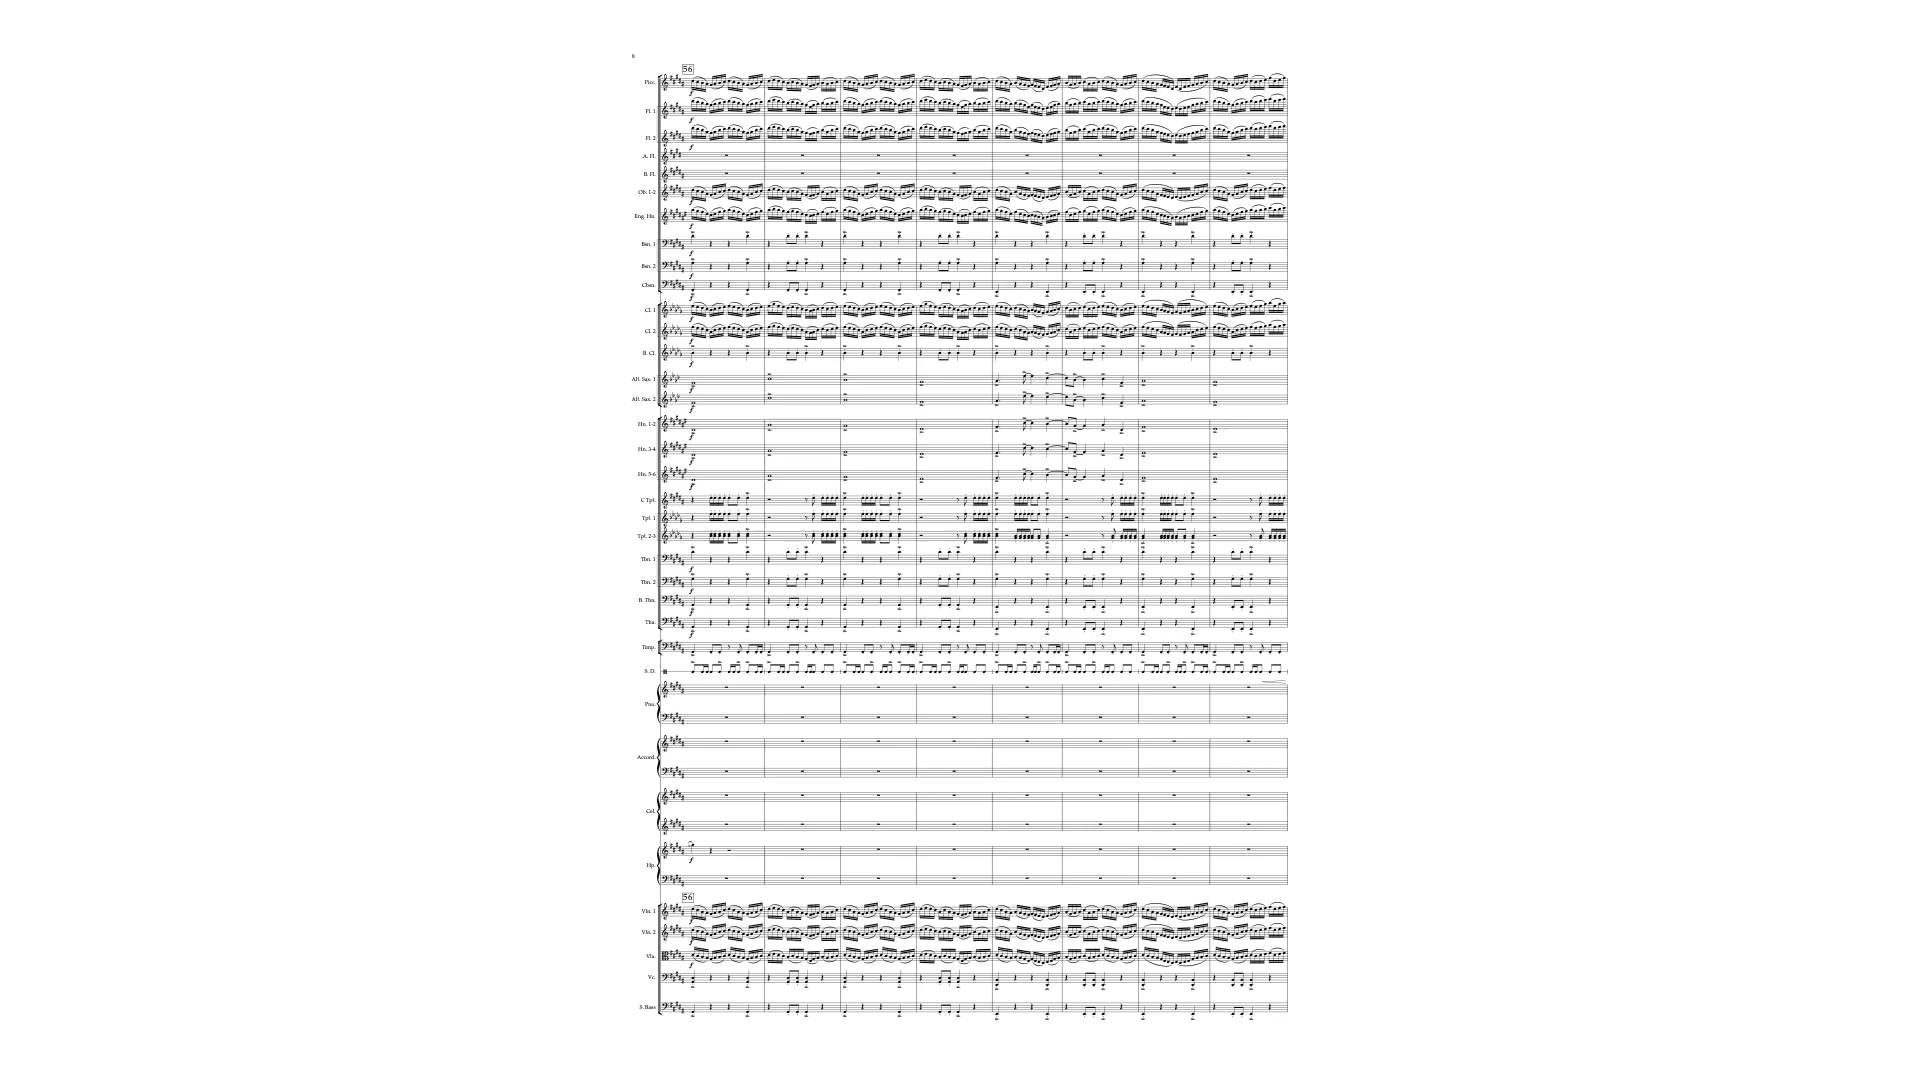 8
56
Picc.
Fl. 1
Fl. 2
A. Fl.
B. Fl.
Ob. 1-2
Eng. Hn.
Bsn. 1
Bsn. 2
Cbsn.
Cl. 1
Cl. 2
B. Cl.
Alt. Sax. 1
Alt. Sax. 2
Hn. 1-2
Hn. 3-4
Hn. 5-6
C Tpt.
Tpt. 1
Tpt. 2-3
Tbn. 1
Tbn. 2
B. Tbn.
Tba.
Timp.
S. D.
Pno.
Accord.
Cel.
Hp.
56
Vln. 1
Vln. 2
Vla.
Vc.
S. Bass